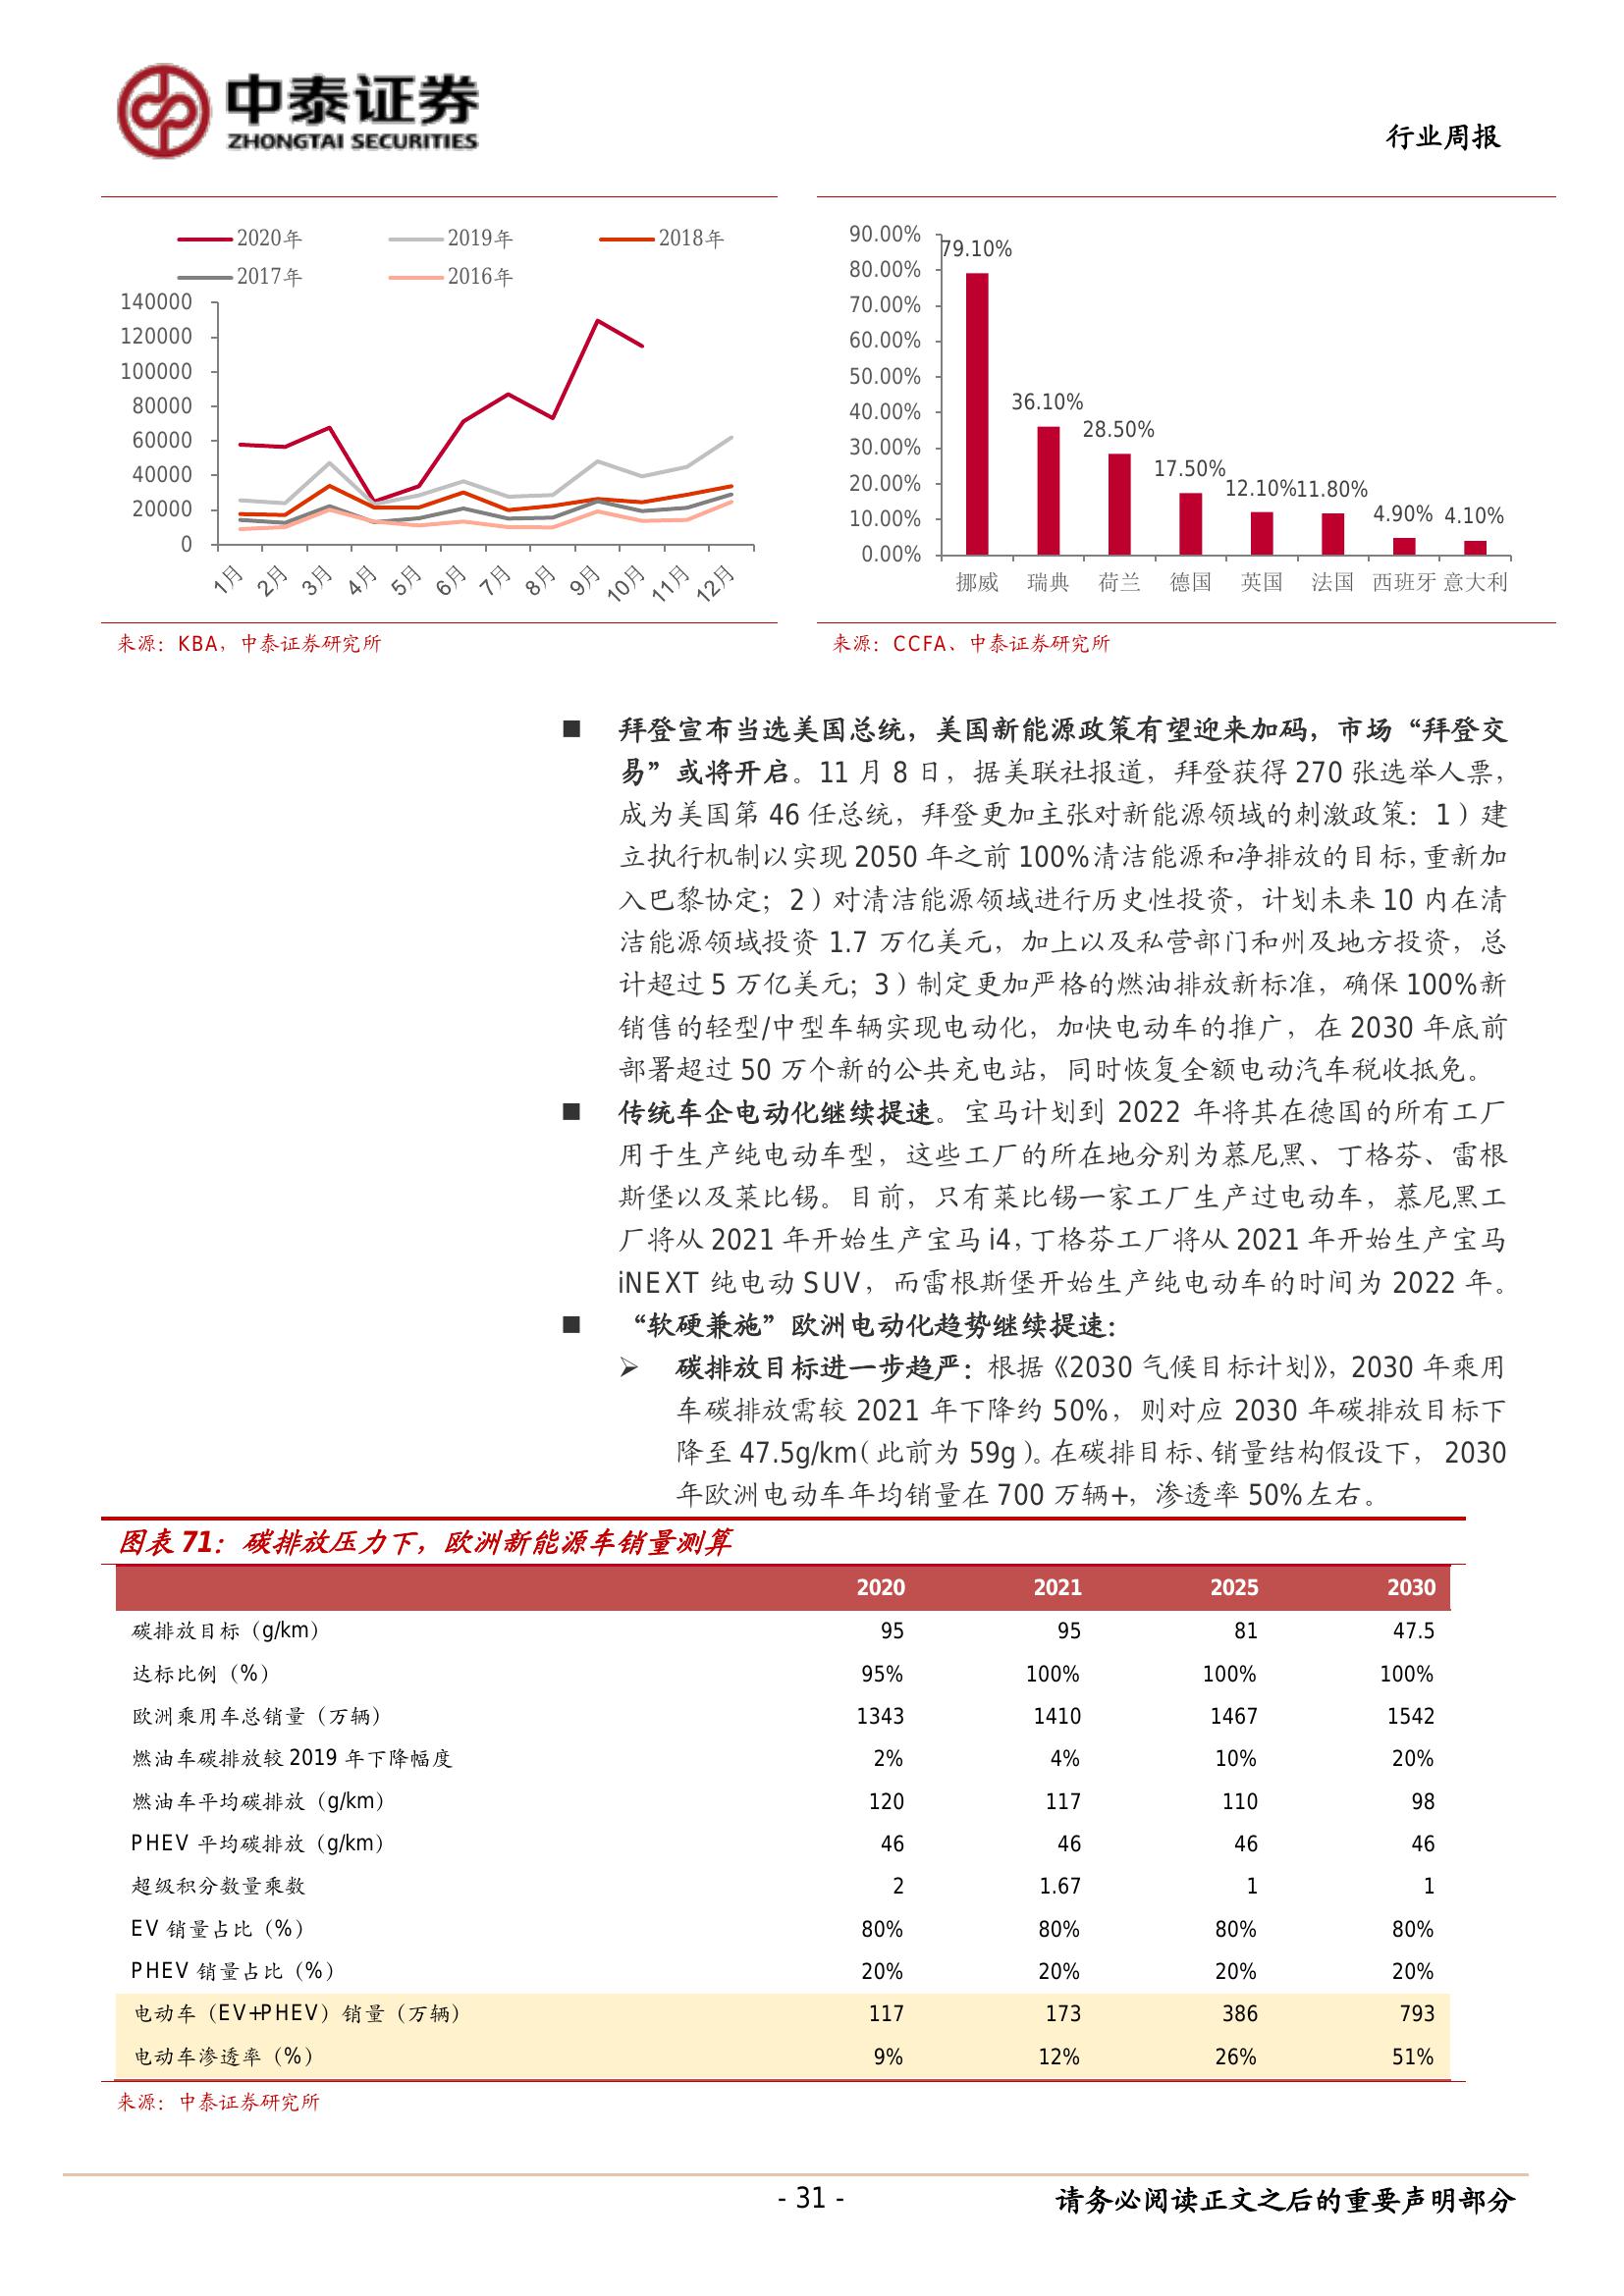 中泰证券
ZHONGTAI SECURITIES
行业周报
2020年 2019年 2018年
2017年 2016年
140000
120000
100000
80000
60000
40000
20000
0
1月 2月 3月 4月 5月 6月 7月 8月 9月 10月 11月 12月
来源：KBA，中泰证券研究所
90.00%
80.00%
70.00%
60.00%
50.00%
40.00%
30.00%
20.00%
10.00%
0.00%
79.10% 36.10% 28.50% 17.50% 12.10% 11.80% 4.90% 4.10%
挪威 瑞典 荷兰 德国 英国 法国 西班牙 意大利
来源：CCFA、中泰证券研究所
■ 拜登宣布当选美国总统，美国新能源政策有望迎来加码，市场“拜登交
易”或将开启。11 月 8 日，据美联社报道，拜登获得 270 张选举人票，
成为美国第 46 任总统，拜登更加主张对新能源领域的刺激政策：1）建
立执行机制以实现 2050 年之前 100%清洁能源和净排放的目标，重新加
入巴黎协定；2）对清洁能源领域进行历史性投资，计划未来 10 内在清
洁能源领域投资 1.7 万亿美元，加上以及私营部门和州及地方投资，总
计超过 5 万亿美元；3）制定更加严格的燃油排放新标准，确保 100%新
销售的轻型/中型车辆实现电动化，加快电动车的推广，在 2030 年底前
部署超过 50 万个新的公共充电站，同时恢复全额电动汽车税收抵免。
■ 传统车企电动化继续提速。宝马计划到 2022 年将其在德国的所有工厂
用于生产纯电动车型，这些工厂的所在地分别为慕尼黑、丁格芬、雷根
斯堡以及莱比锡。目前，只有莱比锡一家工厂生产过电动车，慕尼黑工
厂将从 2021 年开始生产宝马 i4，丁格芬工厂将从 2021 年开始生产宝马
iNEXT 纯电动 SUV，而雷根斯堡开始生产纯电动车的时间为 2022 年。
■ “软硬兼施”欧洲电动化趋势继续提速：
➢ 碳排放目标进一步趋严：根据《2030 气候目标计划》，2030 年乘用
车碳排放需较 2021 年下降约 50%，则对应 2030 年碳排放目标下
降至 47.5g/km（此前为 59g）。在碳排目标、销量结构假设下， 2030
年欧洲电动车年均销量在 700 万辆+，渗透率 50%左右。
图表 71：碳排放压力下，欧洲新能源车销量测算
2020 2021 2025 2030
碳排放目标（g/km） 95 95 81 47.5
达标比例（%） 95% 100% 100% 100%
欧洲乘用车总销量（万辆） 1343 1410 1467 1542
燃油车碳排放较 2019 年下降幅度 2% 4% 10% 20%
燃油车平均碳排放（g/km） 120 117 110 98
PHEV 平均碳排放（g/km） 46 46 46 46
超级积分数量乘数 2 1.67 1 1
EV 销量占比（%） 80% 80% 80% 80%
PHEV 销量占比（%） 20% 20% 20% 20%
电动车（EV+PHEV）销量（万辆） 117 173 386 793
电动车渗透率（%） 9% 12% 26% 51%
来源：中泰证券研究所
- 31 -
请务必阅读正文之后的重要声明部分